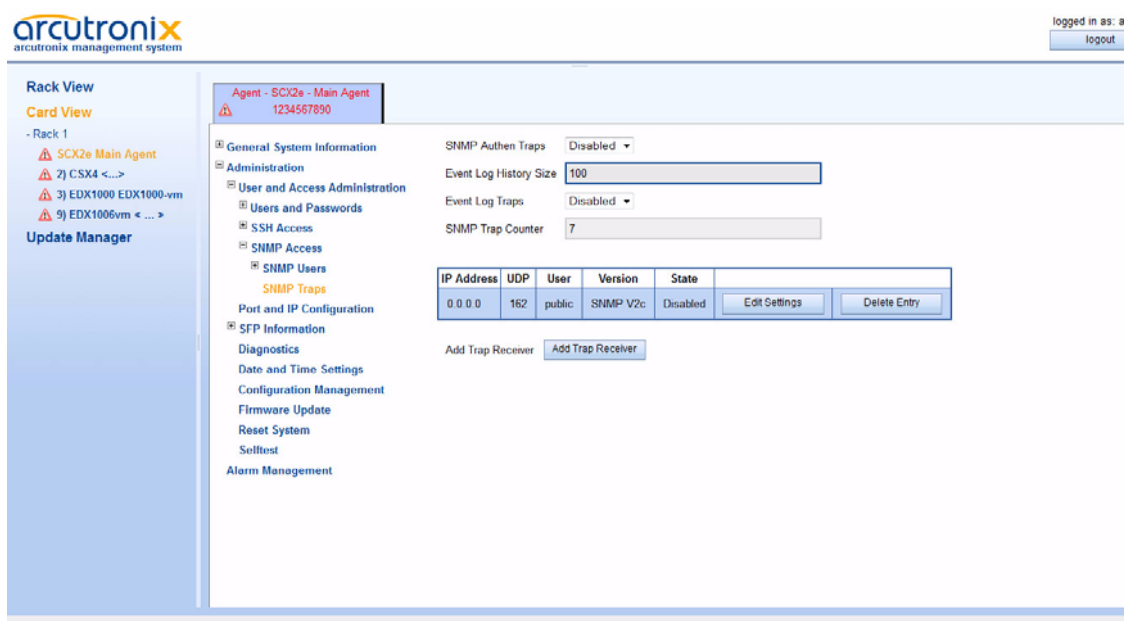 arcutronix
arcutronix management system
logged in as: a
logout
Rack View
Card View
- Rack 1
SCX2e Main Agent
2) CSX4 <...>
3) EDX1000 EDX1000-vm
9) EDX1006vm < ... >
Update Manager
Agent - SCX2e - Main Agent
1234567890
General System Information
Administration
User and Access Administration
Users and Passwords
SSH Access
SNMP Access
SNMP Users
SNMP Traps
Port and IP Configuration
SFP Information
Diagnostics
Date and Time Settings
Configuration Management
Firmware Update
Reset System
Selftest
Alarm Management
SNMP Authen Traps Disabled
Event Log History Size 100
Event Log Traps Disabled
SNMP Trap Counter 7
IP Address UDP User Version State
0.0.0.0 162 public SNMP V2c Disabled Edit Settings Delete Entry
Add Trap Receiver Add Trap Receiver